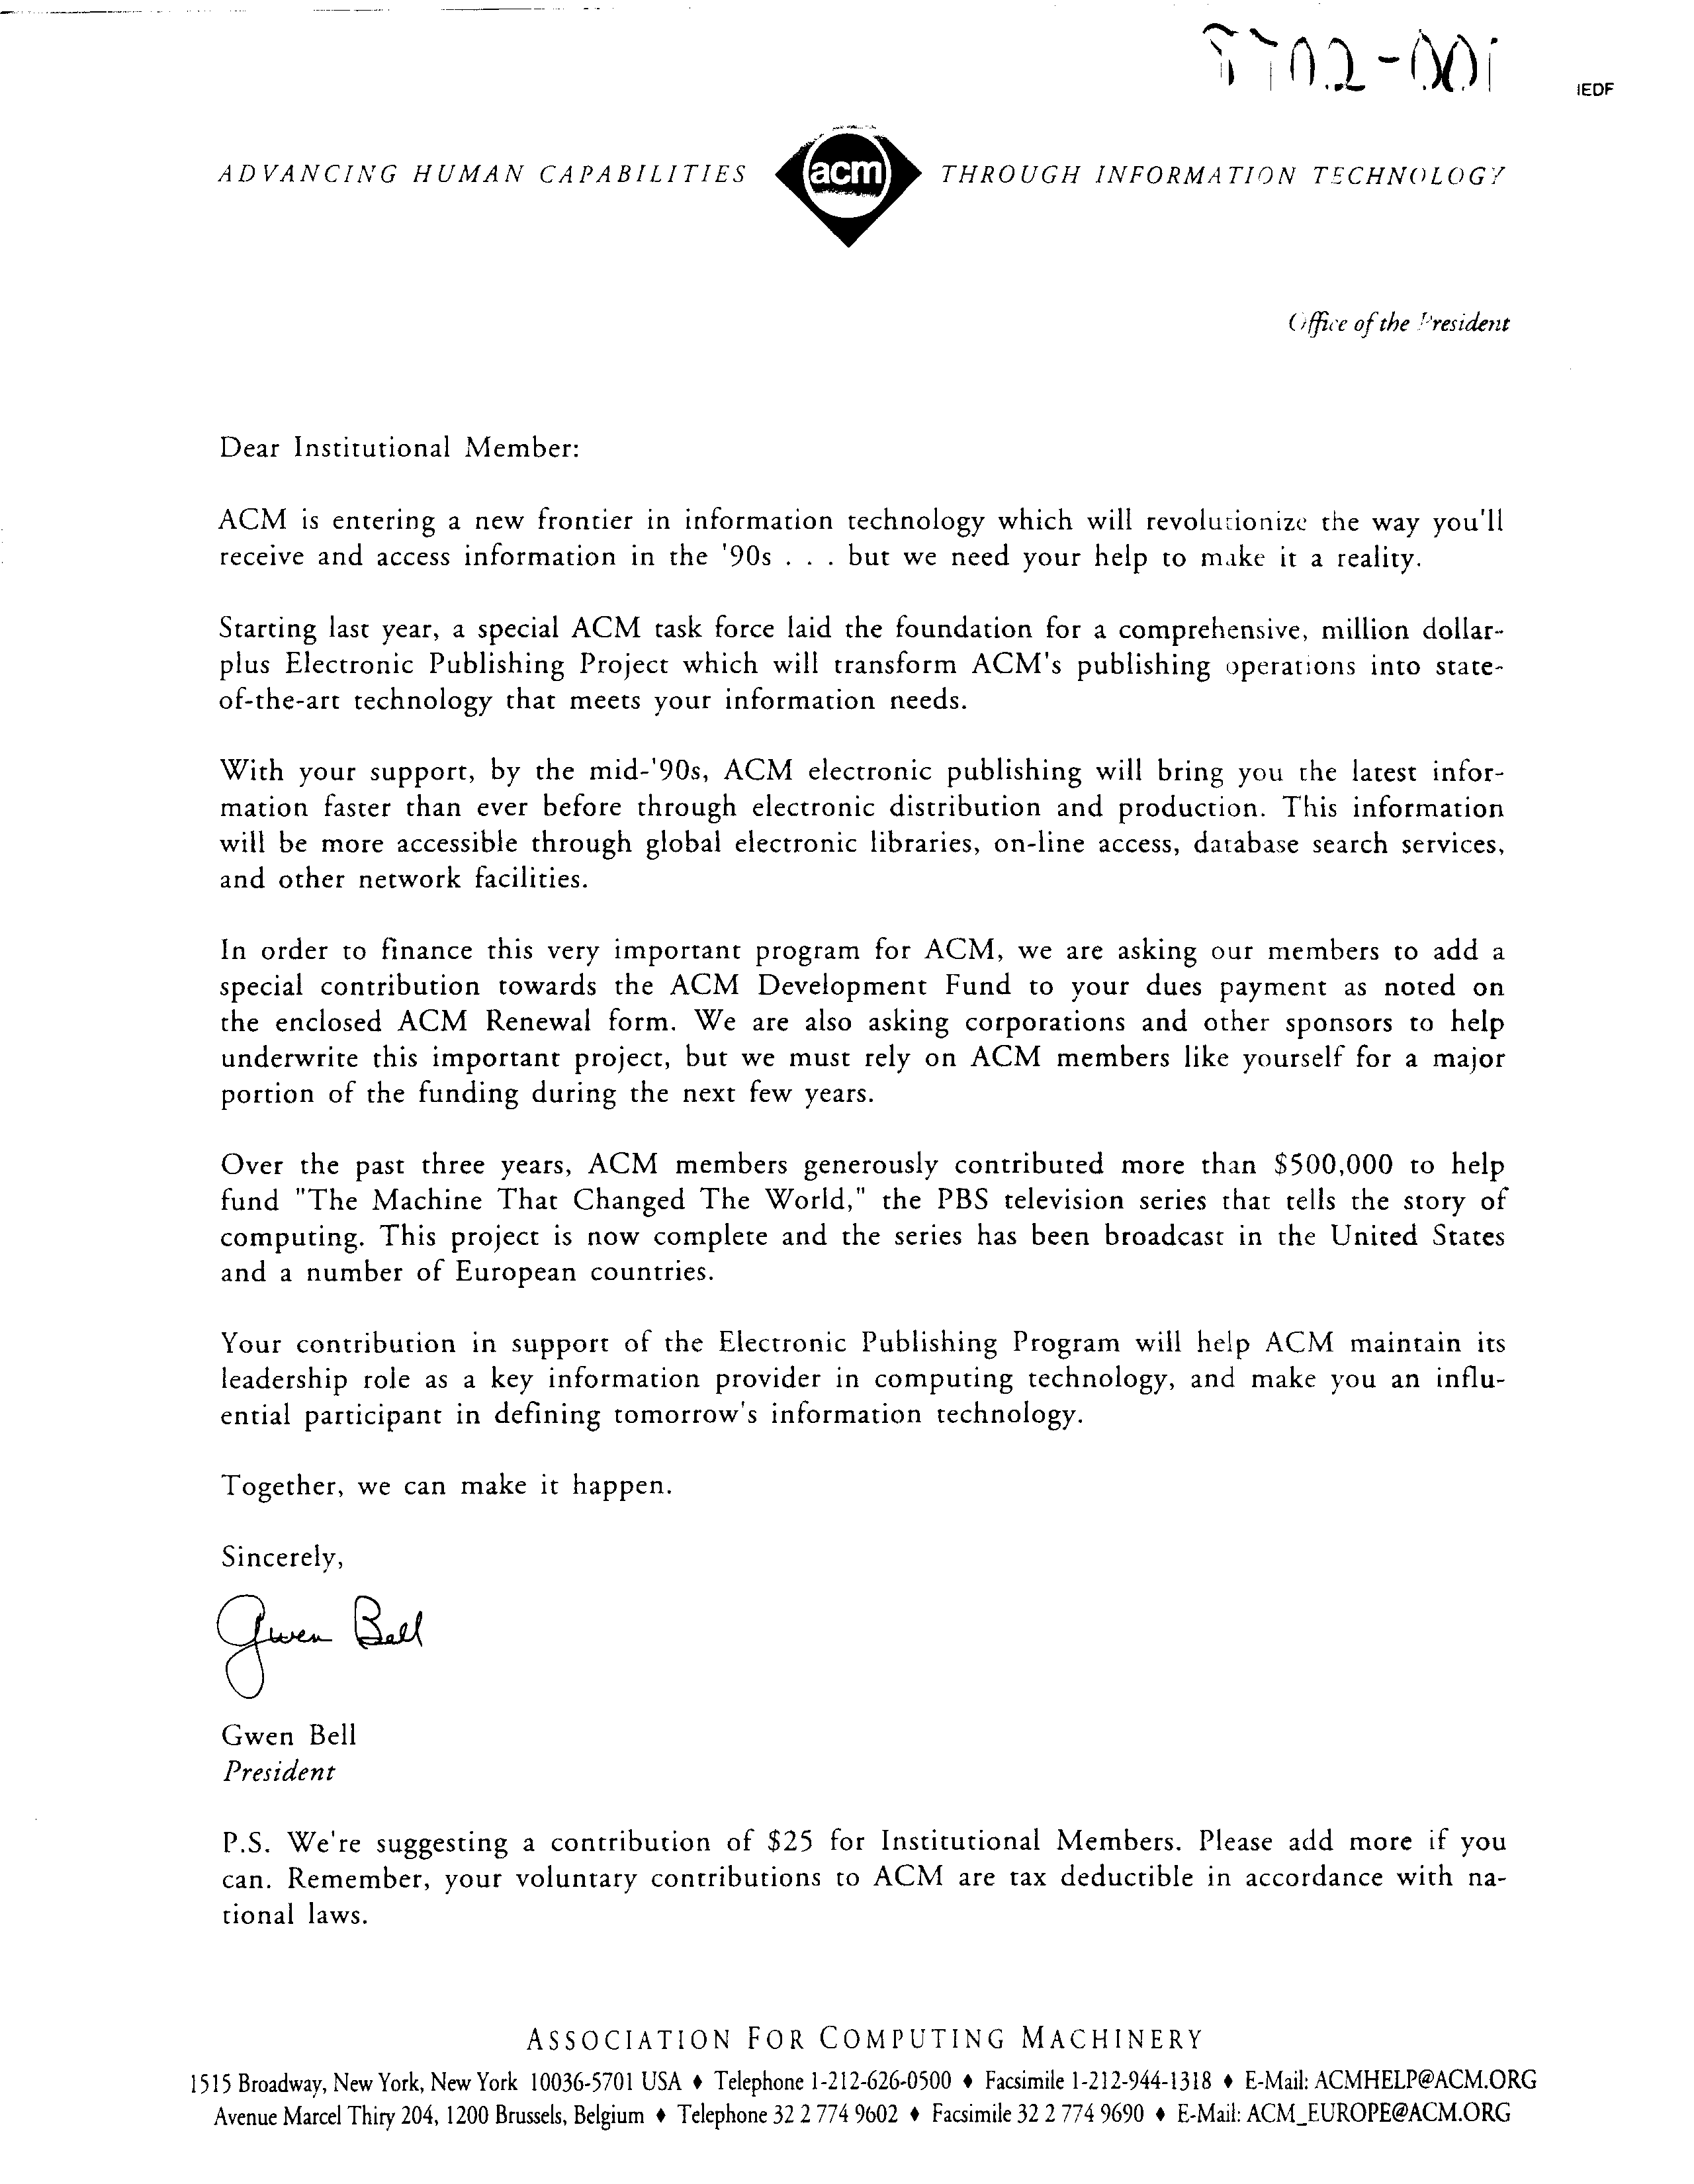 IEDF
ADVANCING HUMAN CAPABILITIES acm THROUGH INFORMATION TECHNOLOGY
Office of the President
Dear Institutional Member:
ACM is entering a new frontier in information technology which will revolutionize the way you'll
receive and access information in the '90s . . . but we need your help to make it a reality.
Starting last year, a special ACM task force laid the foundation for a comprehensive, million dollar-
plus Electronic Publishing Project which will transform ACM's publishing operations into state-
of-the-art technology that meets your information needs.
With your support, by the mid-'90s, ACM electronic publishing will bring you the latest infor-
mation faster than ever before through electronic distribution and production. This information
will be more accessible through global electronic libraries, on-line access, database search services,
and other network facilities.
In order to finance this very important program for ACM, we are asking our members to add a
special contribution towards the ACM Development Fund to your dues payment as noted on
the enclosed ACM Renewal form. We are also asking corporations and other sponsors to help
underwrite this important project, but we must rely on ACM members like yourself for a major
portion of the funding during the next few years.
Over the past three years, ACM members generously contributed more than $500,000 to help
fund "The Machine That Changed The World," the PBS television series that tells the story of
computing. This project is now complete and the series has been broadcast in the United States
and a number of European countries.
Your contribution in support of the Electronic Publishing Program will help ACM maintain its
leadership role as a key information provider in computing technology, and make you an influ-
ential participant in defining tomorrow's information technology.
Together, we can make it happen.
Sincerely,
Gwen Bell
Gwen Bell
President
P.S. We're suggesting a contribution of $25 for Institutional Members. Please add more if you
can. Remember, your voluntary contributions to ACM are tax deductible in accordance with na-
tional laws.
ASSOCIATION FOR COMPUTING MACHINERY
1515 Broadway, New York, New York 10036-5701 USA ♦ Telephone 1-212-626-0500 ♦ Facsimile 1-212-944-1318 ♦ E-Mail: ACMHELP@ACM.ORG
Avenue Marcel Thiry 204, 1200 Brussels, Belgium ♦ Telephone 32 2 774 9602 ♦ Facsimile 32 2 774 9690 ♦ E-Mail: ACM_EUROPE@ACM.ORG